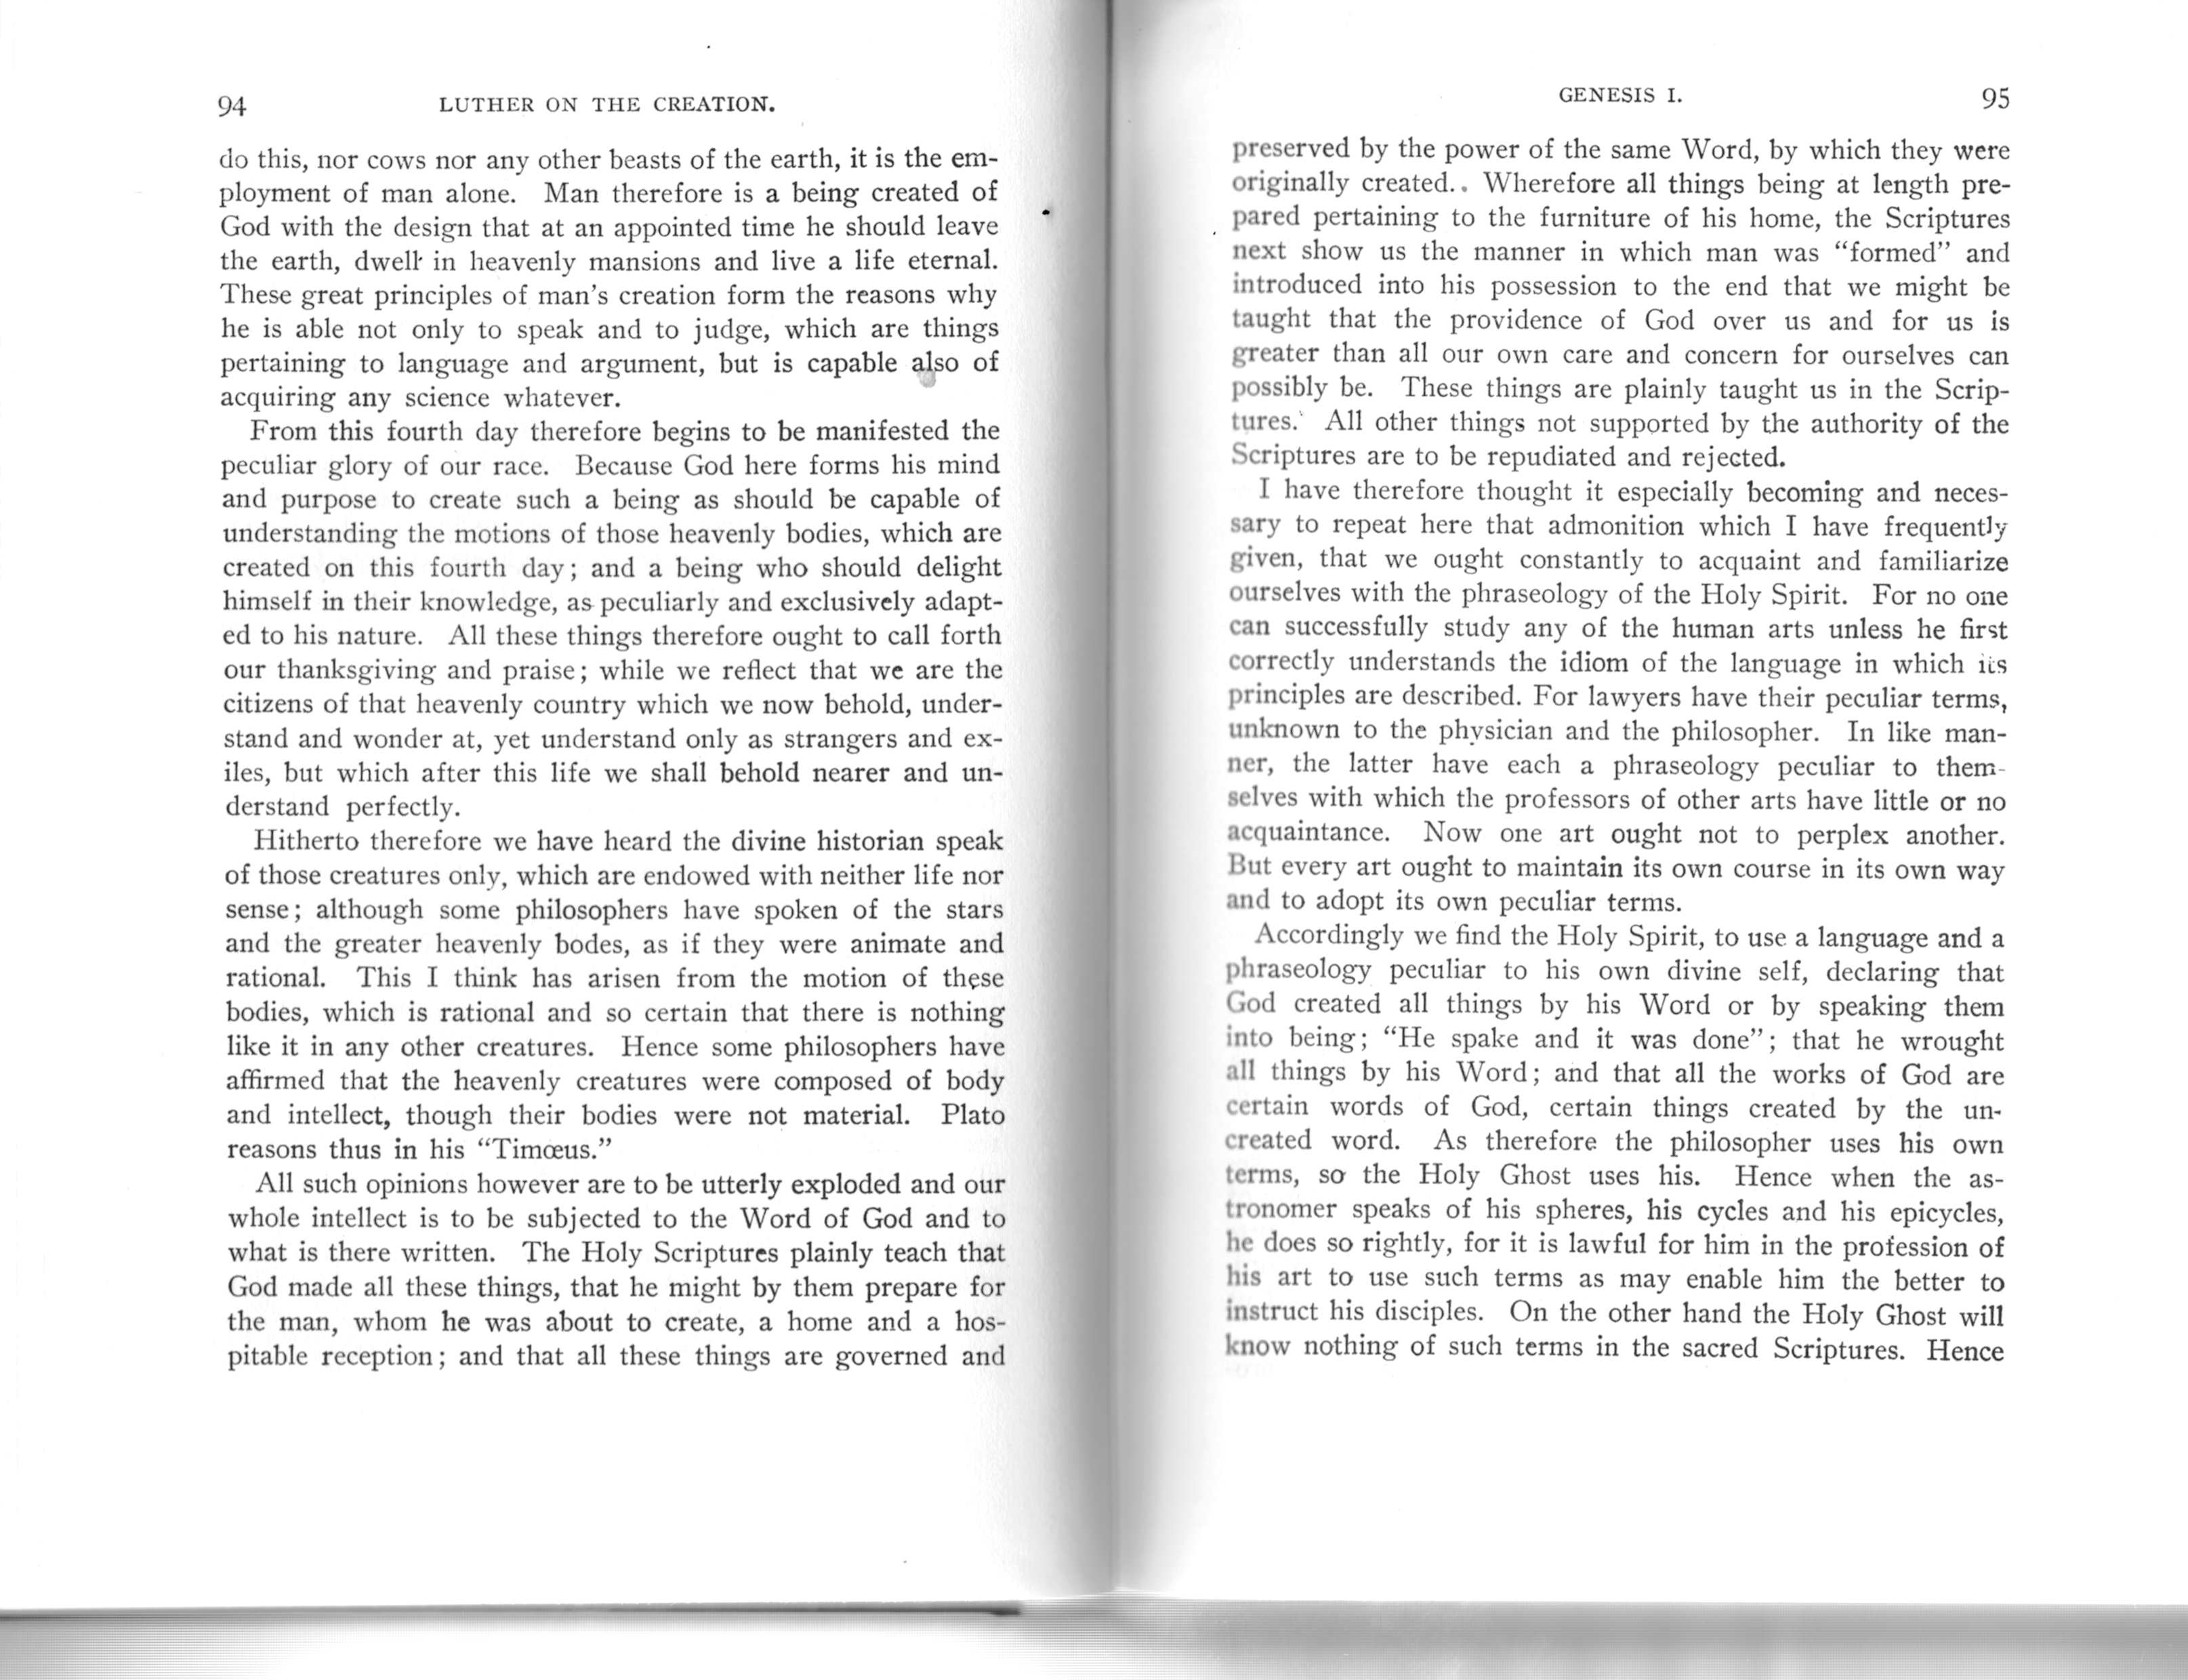 94 LUTHER ON THE CREATION.
do this, nor cows nor any other beasts of the earth, it is the em-
ployment of man alone. Man therefore is a being created of
God with the design that at an appointed time he should leave
the earth, dwell in heavenly mansions and live a life eternal.
These great principles of man's creation form the reasons why
he is able not only to speak and to judge, which are things
pertaining to language and argument, but is capable also of
acquiring any science whatever.
From this fourth day therefore begins to be manifested the
peculiar glory of our race. Because God here forms his mind
and purpose to create such a being as should be capable of
understanding the motions of those heavenly bodies, which are
created on this fourth day; and a being who should delight
himself in their knowledge, as peculiarly and exclusively adapt-
ed to his nature. All these things therefore ought to call forth
our thanksgiving and praise; while we reflect that we are the
citizens of that heavenly country which we now behold, under-
stand and wonder at, yet understand only as strangers and ex-
iles, but which after this life we shall behold nearer and un-
derstand perfectly.
Hitherto therefore we have heard the divine historian speak
of those creatures only, which are endowed with neither life nor
sense; although some philosophers have spoken of the stars
and the greater heavenly bodes, as if they were animate and
rational. This I think has arisen from the motion of these
bodies, which is rational and so certain that there is nothing
like it in any other creatures. Hence some philosophers have
affirmed that the heavenly creatures were composed of body
and intellect, though their bodies were not material. Plato
reasons thus in his “Timœus.”
All such opinions however are to be utterly exploded and our
whole intellect is to be subjected to the Word of God and to
what is there written. The Holy Scriptures plainly teach that
God made all these things, that he might by them prepare for
the man, whom he was about to create, a home and a hos-
pitable reception; and that all these things are governed and
GENESIS I. 95
preserved by the power of the same Word, by which they were
originally created.. Wherefore all things being at length pre-
pared pertaining to the furniture of his home, the Scriptures
next show us the manner in which man was “formed” and
introduced into his possession to the end that we might be
taught that the providence of God over us and for us is
greater than all our own care and concern for ourselves can
possibly be. These things are plainly taught us in the Scrip-
tures. All other things not supported by the authority of the
Scriptures are to be repudiated and rejected.
I have therefore thought it especially becoming and neces-
sary to repeat here that admonition which I have frequently
given, that we ought constantly to acquaint and familiarize
ourselves with the phraseology of the Holy Spirit. For no one
can successfully study any of the human arts unless he first
correctly understands the idiom of the language in which its
principles are described. For lawyers have their peculiar terms,
unknown to the physician and the philosopher. In like man-
ner, the latter have each a phraseology peculiar to them-
selves with which the professors of other arts have little or no
acquaintance. Now one art ought not to perplex another.
But every art ought to maintain its own course in its own way
and to adopt its own peculiar terms.
Accordingly we find the Holy Spirit, to use a language and a
phraseology peculiar to his own divine self, declaring that
God created all things by his Word or by speaking them
into being; “He spake and it was done”; that he wrought
all things by his Word; and that all the works of God are
certain words of God, certain things created by the un-
created word. As therefore the philosopher uses his own
terms, so the Holy Ghost uses his. Hence when the as-
tronomer speaks of his spheres, his cycles and his epicycles,
he does so rightly, for it is lawful for him in the profession of
his art to use such terms as may enable him the better to
instruct his disciples. On the other hand the Holy Ghost will
know nothing of such terms in the sacred Scriptures. Hence